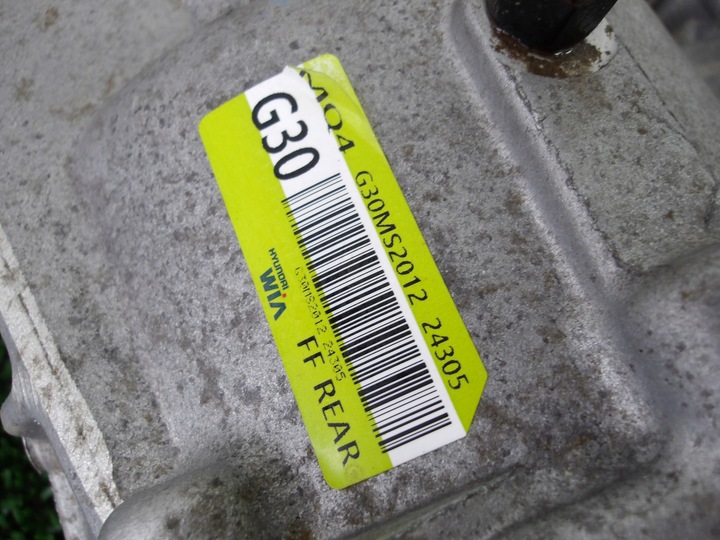 MQ4
G30
G30MS2012 24305
HYUNDAI
WIA
G30MS2012 24305
FF REAR